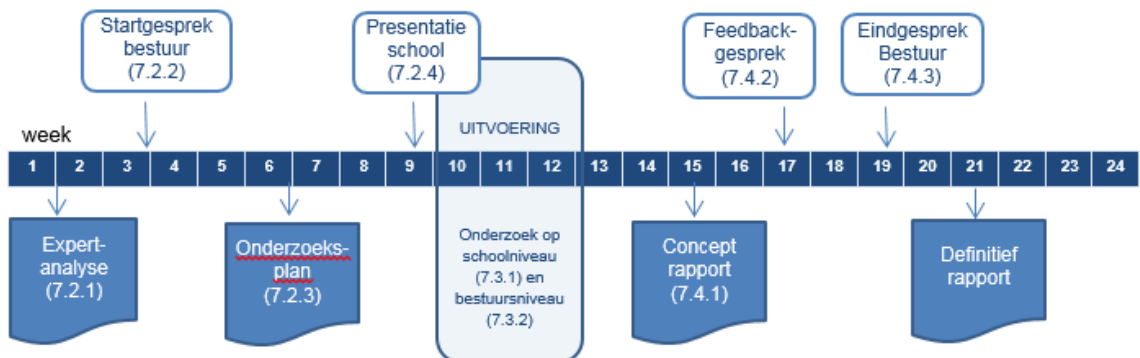 Startgesprek
bestuur
(7.2.2)
Presentatie
school
(7.2.4)
Feedback-
gesprek
(7.4.2)
Eindgesprek
Bestuur
(7.4.3)
week
UITVOERING
1 2 3 4 5 6 7 8 9 10 11 12 13 14 15 16 17 18 19 20 21 22 23 24
Expert-
analyse
(7.2.1)
Onderzoeks-
plan
(7.2.3)
Onderzoek op
schoolniveau
(7.3.1) en
bestuursniveau
(7.3.2)
Concept
rapport
(7.4.1)
Definitief
rapport